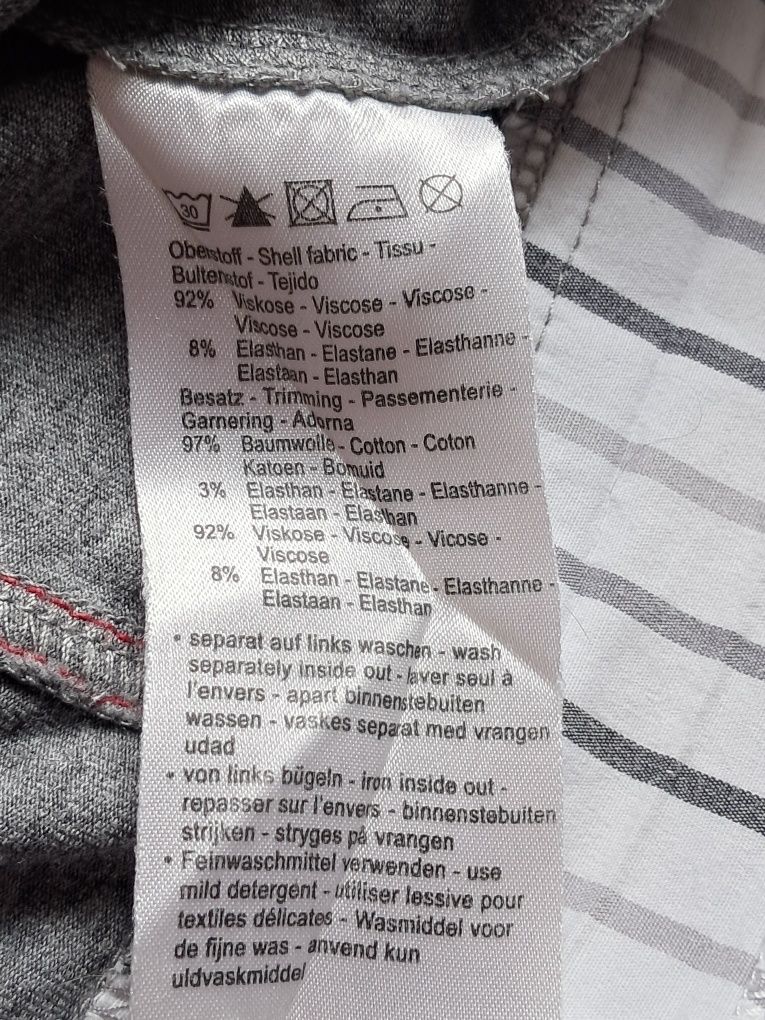 30
Oberstoff - Shell fabric - Tissu -
Buitenstof - Tejido
92% Viskose - Viscose - Viscose -
Viscose - Viscose
8% Elasthan - Elastane - Elasthanne -
Elastaan - Elasthan
Besatz - Trimming - Passementerie -
Garnering - Adorna
97% Baumwolle - Cotton - Coton
Katoen - Bomuid
3% Elasthan - Elastane - Elasthanne -
Elastaan - Elasthan
92% Viskose - Viscose - Vicose -
Viscose
8% Elasthan - Elastane - Elasthanne -
Elastaan - Elasthan
• separat auf links waschen - wash
separately inside out - laver seul à
l'envers - apart binnenstebuiten
wassen - vaskes separat med vrangen
udad
• von links bügeln - iron inside out -
repasser sur l'envers - binnenstebuiten
strijken - stryges på vrangen
• Feinwaschmittel verwenden - use
mild detergent - utiliser lessive pour
textiles délicates - Wasmiddel voor
de fijne was - anvend kun
uldvaskmiddel